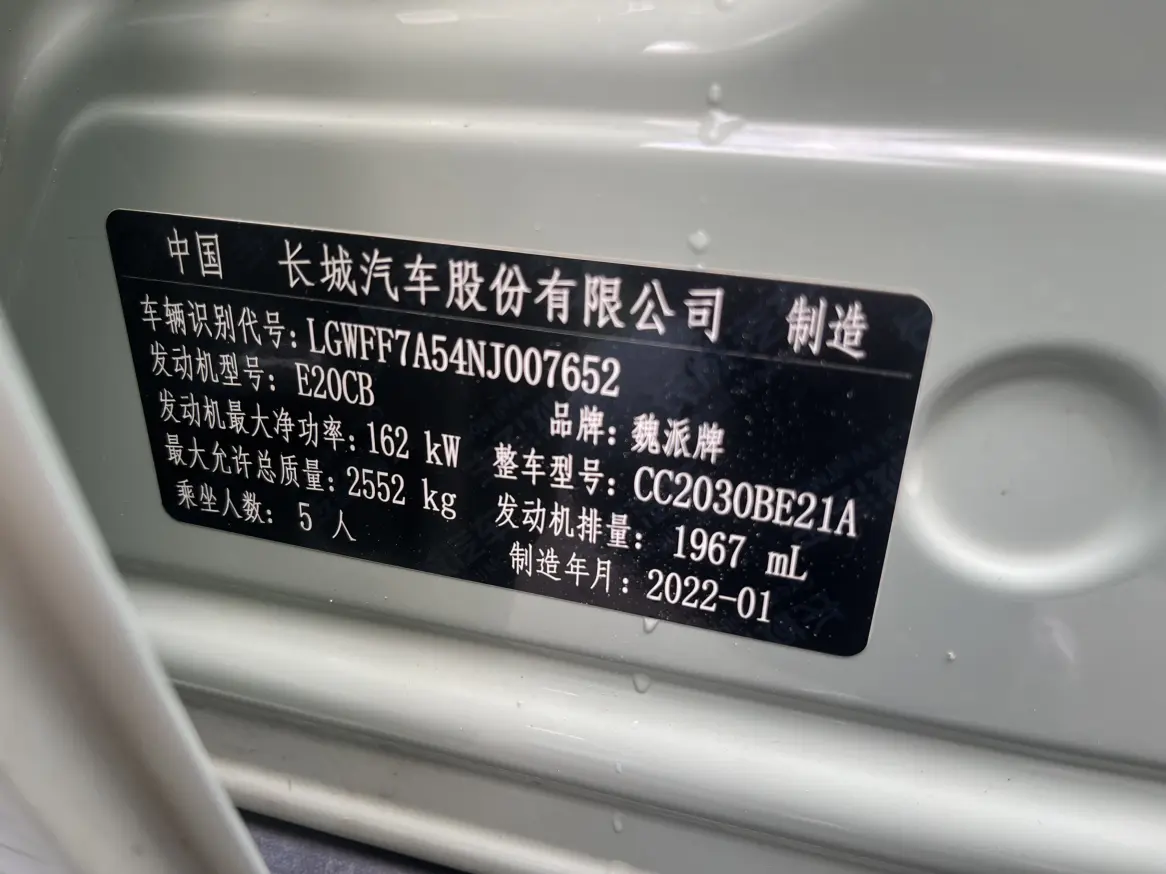 中国 长城汽车股份有限公司 制造
车辆识别代号：LGWFF7A54NJ007652
发动机型号：E20CB 品牌：魏派牌
发动机最大净功率：162 kW 整车型号：CC2030BE21A
最大允许总质量：2552 kg 发动机排量：1967 mL
乘坐人数：5 人 制造年月：2022-01